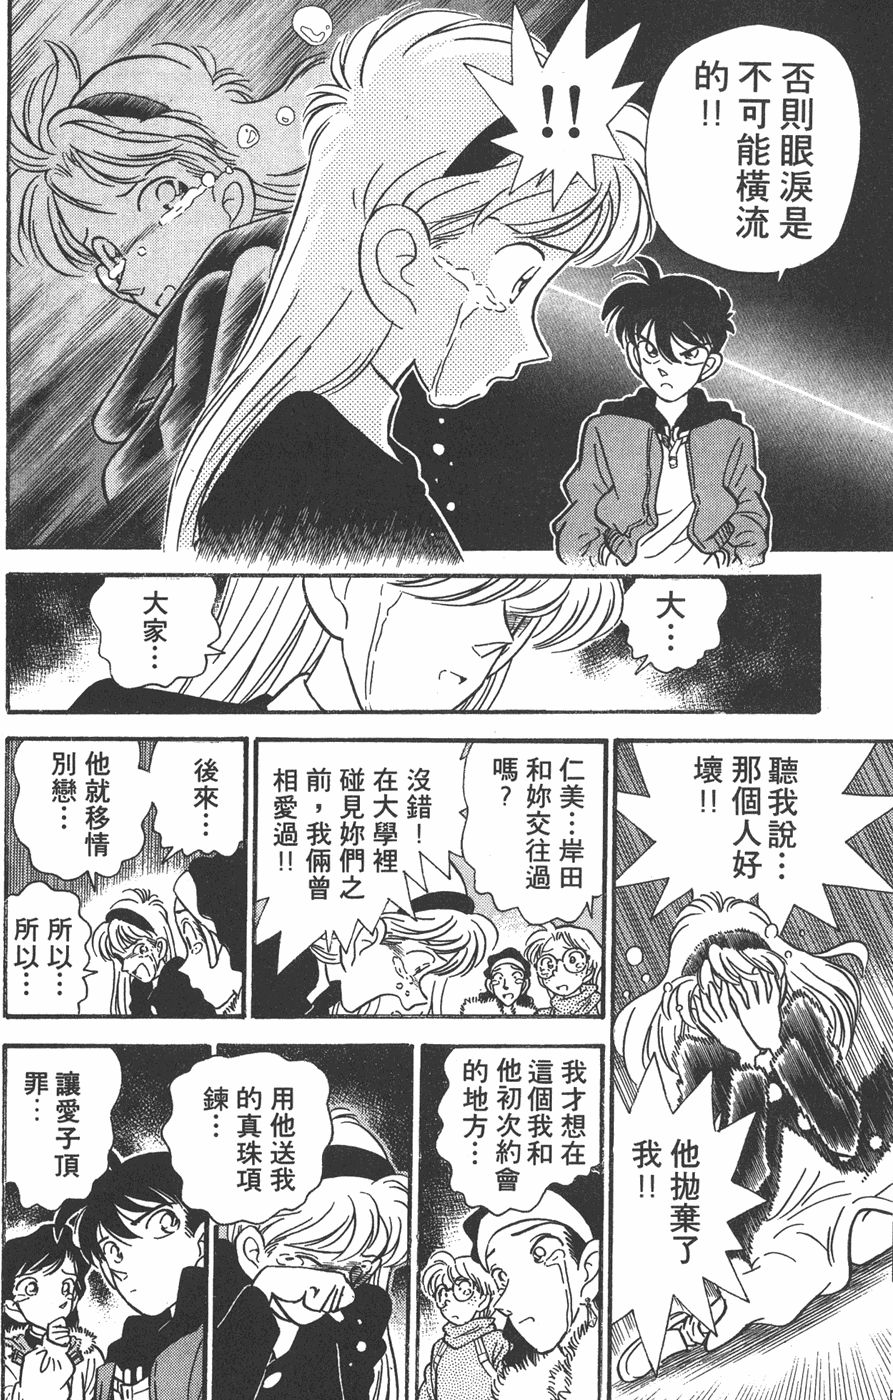 否則眼淚是
不可能橫流
的!!
!!
大…
大家…
聽我說…
那個人好
壞!!
他拋棄了
我!!
仁美…岸田
和妳交往過
嗎?
沒錯!
在大學裡
碰見妳們之
前,我倆曾
相愛過!!
後來…
他就移情
別戀…
所以…
所以…
我才想在
這個我和
他初次約會
的地方…
用他送我
的真珠項
鍊…
讓愛子頂
罪…